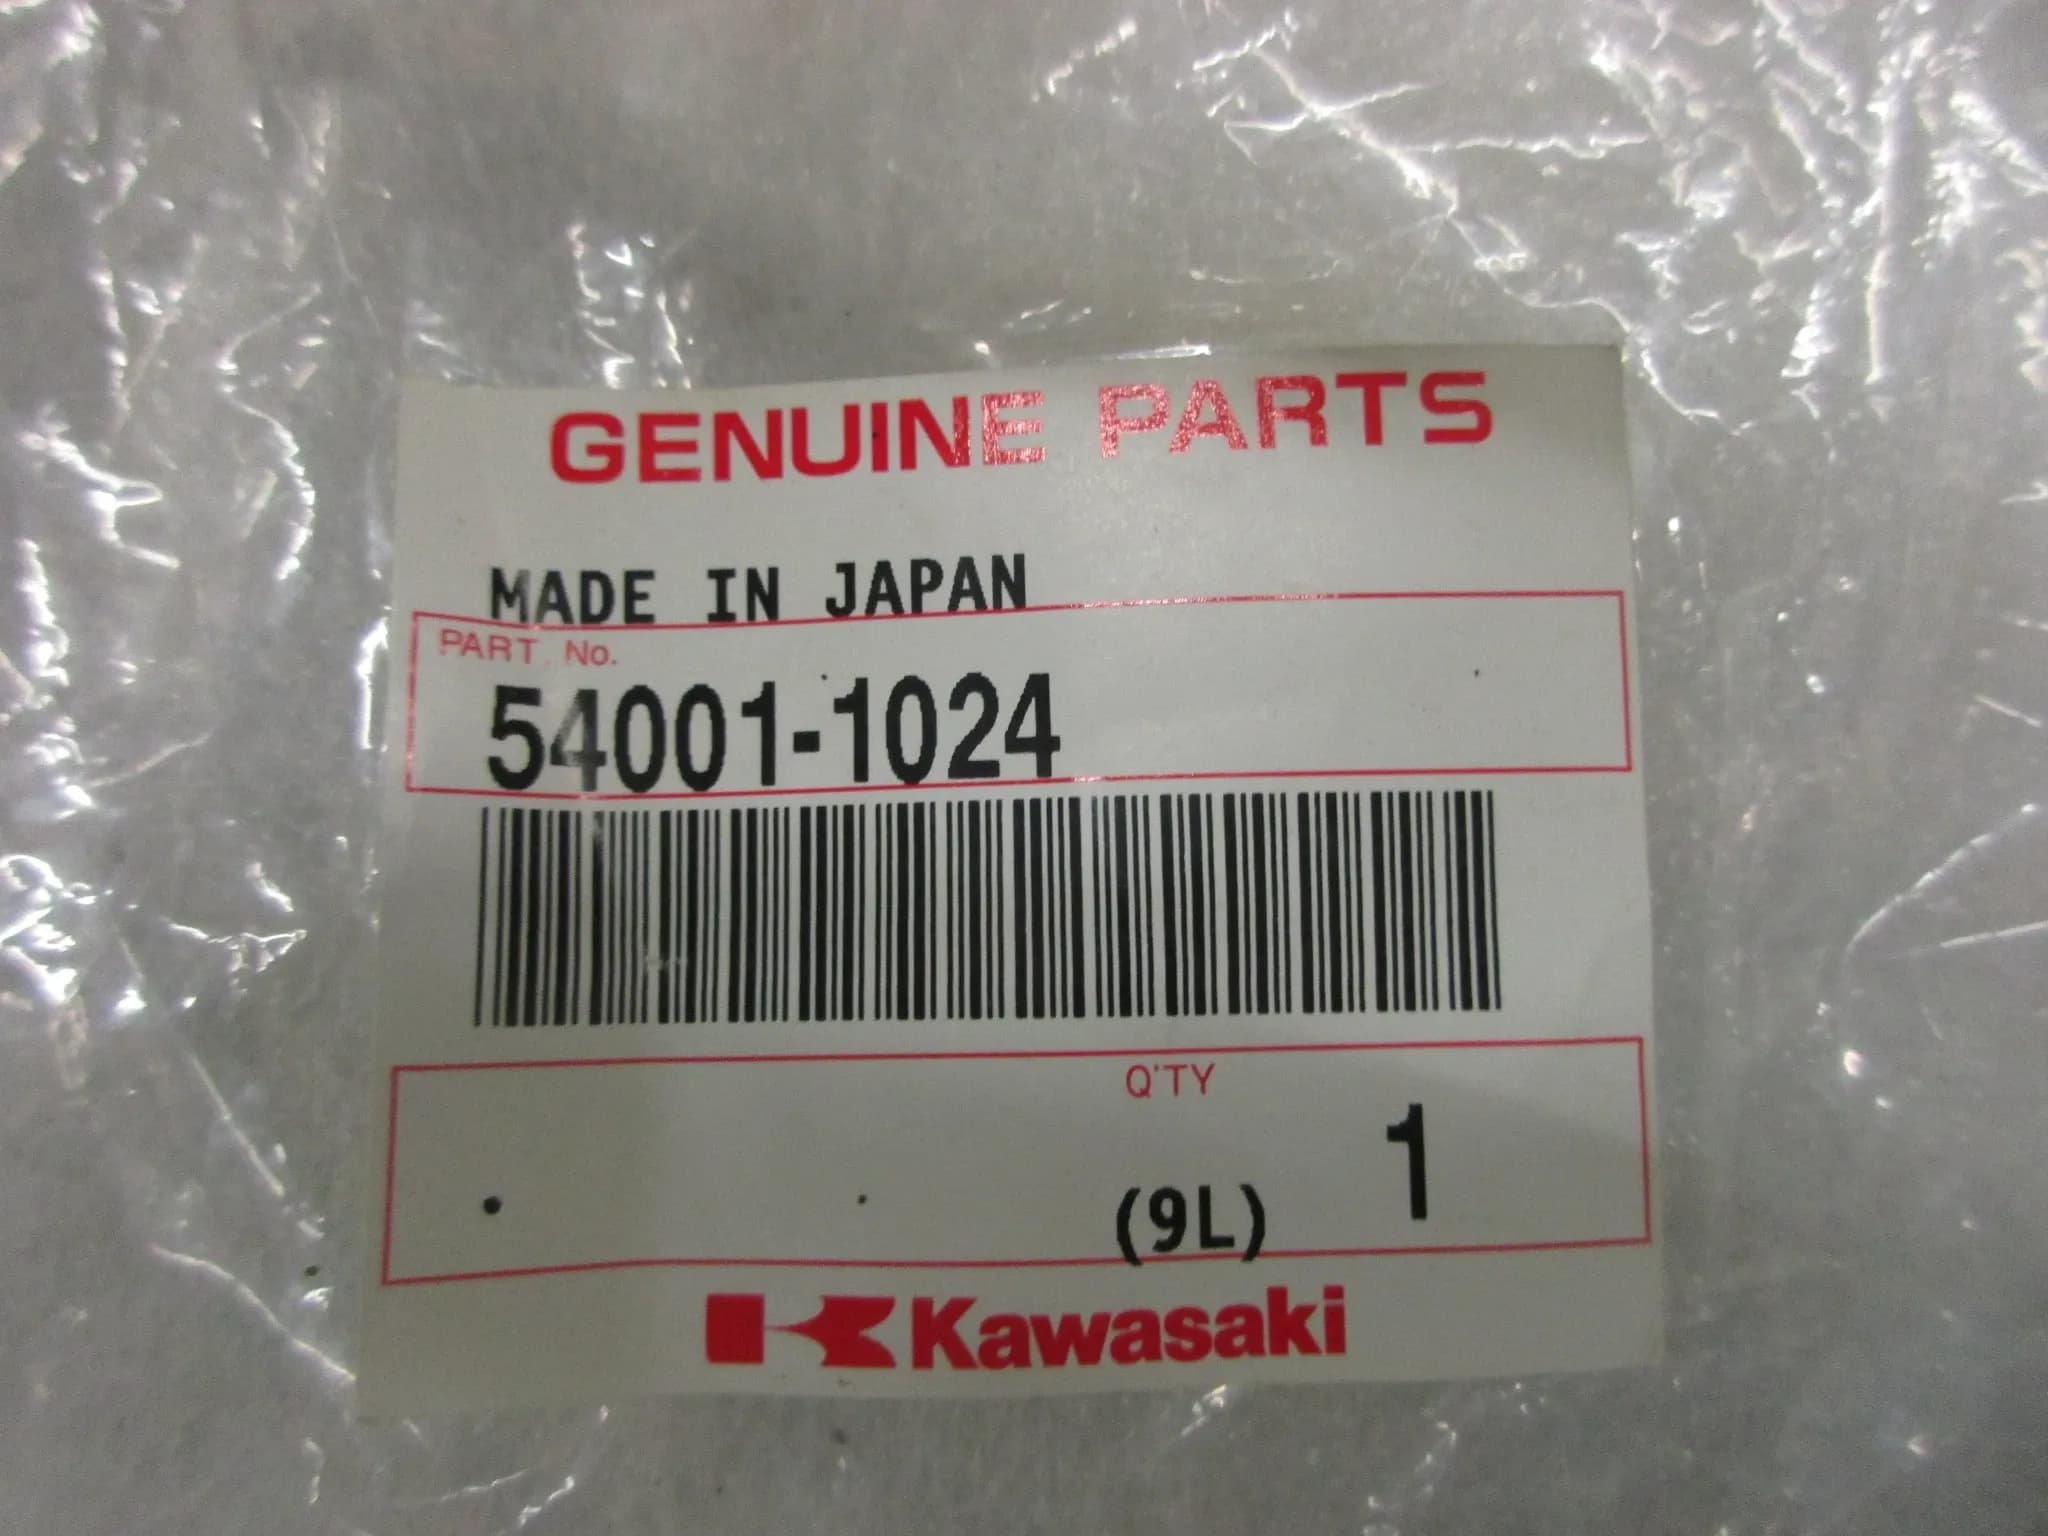 GENUINE PARTS
MADE IN JAPAN
PART No.
54001-1024
Q'TY
(9L) 1
Kawasaki